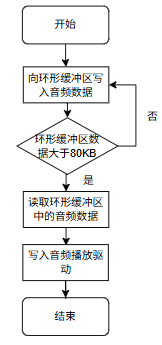 开始
向环形缓冲区写
入音频数据
否
环形缓冲区数
据大于80KB
是
读取环形缓冲区
中的音频数据
写入音频播放驱
动
结束